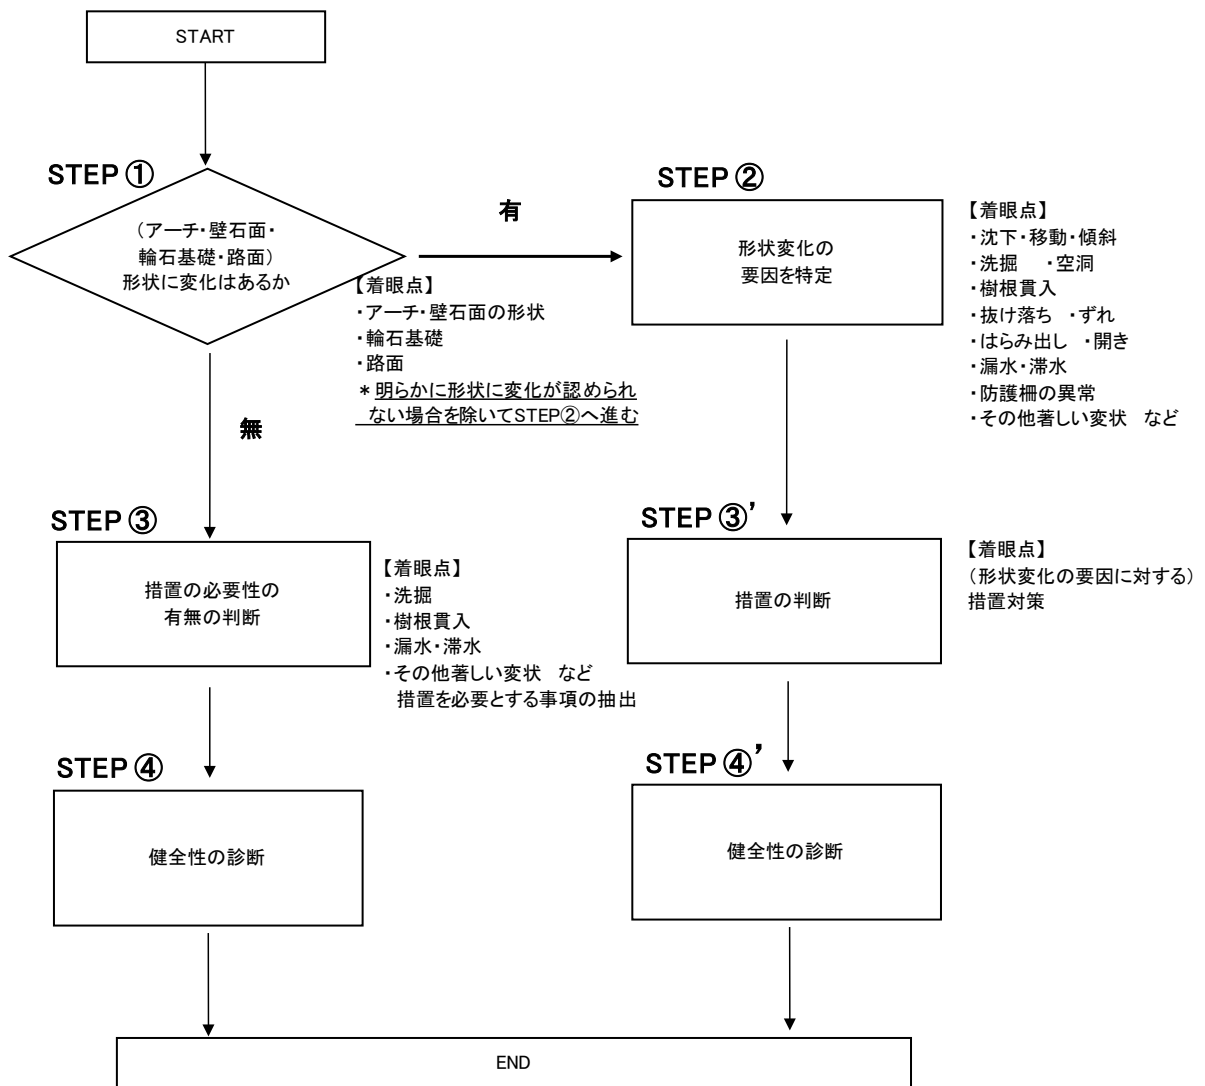 START
STEP ①
(アーチ・壁石面・
輪石基礎・路面)
形状に変化はあるか
有
【着眼点】
・アーチ・壁石面の形状
・輪石基礎
・路面
*明らかに形状に変化が認められ
ない場合を除いてSTEP②へ進む
無
STEP ②
形状変化の
要因を特定
【着眼点】
・沈下・移動・傾斜
・洗掘 ・空洞
・樹根貫入
・抜け落ち ・ずれ
・はらみ出し ・開き
・漏水・滞水
・防護柵の異常
・その他著しい変状 など
STEP ③
措置の必要性の
有無の判断
【着眼点】
・洗掘
・樹根貫入
・漏水・滞水
・その他著しい変状 など
措置を必要とする事項の抽出
STEP ③'
措置の判断
【着眼点】
(形状変化の要因に対する)
措置対策
STEP ④
健全性の診断
STEP ④'
健全性の診断
END